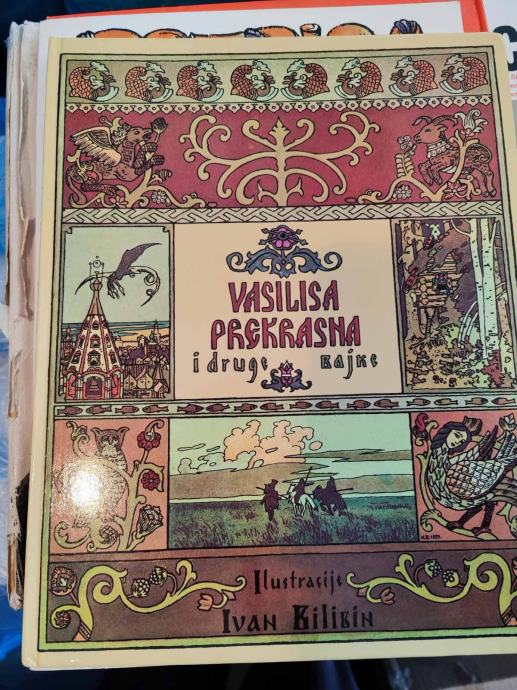 VASILISA
PREKRASNA
i druge bajke
Ilustracije
IVAN BILIBIN